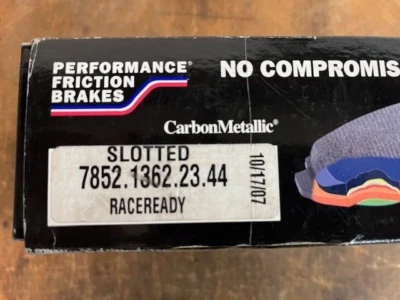 PERFORMANCE®
FRICTION
BRAKES
NO COMPROMIS
CarbonMetallic®
SLOTTED
7852.1362.23.44
RACEREADY
10/17/07